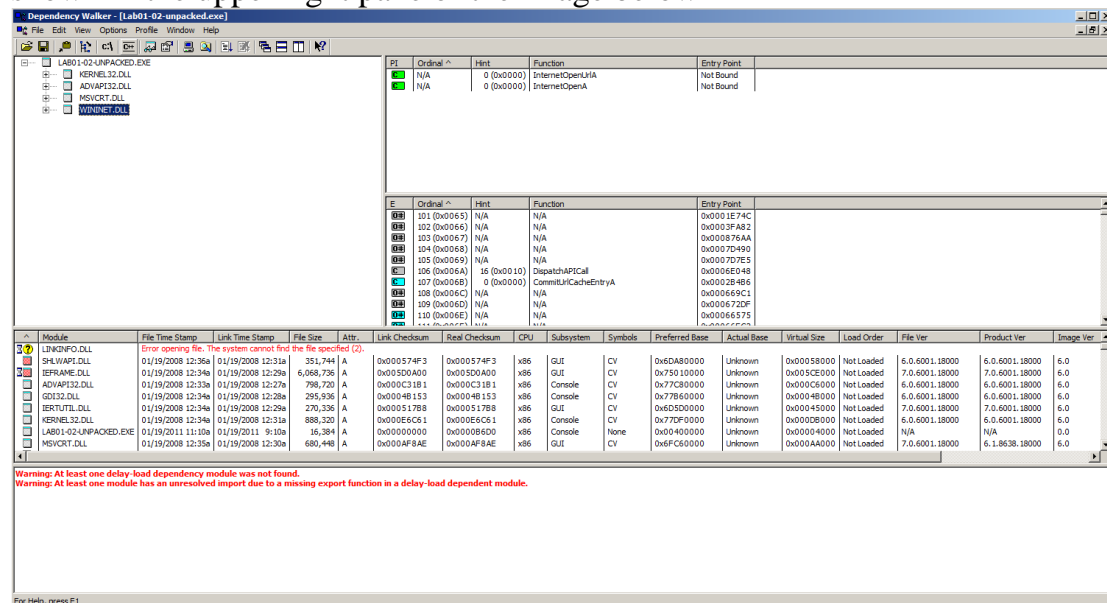 Dependency Walker - [Lab01-02-unpacked.exe]
File Edit View Options Profile Window Help
LAB01-02-UNPACKED.EXE
KERNEL32.DLL
ADVAPI32.DLL
MSVCRT.DLL
WININET.DLL
PI Ordinal ^ Hint Function Entry Point
C N/A 0 (0x0000) InternetOpenUrlA Not Bound
C N/A 0 (0x0000) InternetOpenA Not Bound
E Ordinal ^ Hint Function Entry Point
O# 101 (0x0065) N/A N/A 0x0001E74C
O# 102 (0x0066) N/A N/A 0x0003FA82
O# 103 (0x0067) N/A N/A 0x000876AA
O# 104 (0x0068) N/A N/A 0x0007D490
O# 105 (0x0069) N/A N/A 0x0007D7E5
C 106 (0x006A) 16 (0x0010) DispatchAPICall 0x0006E048
C 107 (0x006B) 0 (0x0000) CommitUrlCacheEntryA 0x0002B4B6
O# 108 (0x006C) N/A N/A 0x000669C1
O# 109 (0x006D) N/A N/A 0x000672DF
O# 110 (0x006E) N/A N/A 0x00066575
^ Module File Time Stamp Link Time Stamp File Size Attr. Link Checksum Real Checksum CPU Subsystem Symbols Preferred Base Actual Base Virtual Size Load Order File Ver Product Ver Image Ver
LINKINFO.DLL Error opening file. The system cannot find the file specified (2).
SHLWAPI.DLL 01/19/2008 12:36a 01/19/2008 12:31a 351,744 A 0x000574F3 0x000574F3 x86 GUI CV 0x6DA80000 Unknown 0x00058000 Not Loaded 6.0.6001.18000 6.0.6001.18000 6.0
IEFRAME.DLL 01/19/2008 12:34a 01/19/2008 12:29a 6,068,736 A 0x005D0A00 0x005D0A00 x86 GUI CV 0x75010000 Unknown 0x005CE000 Not Loaded 7.0.6001.18000 7.0.6001.18000 6.0
ADVAPI32.DLL 01/19/2008 12:33a 01/19/2008 12:27a 798,720 A 0x000C31B1 0x000C31B1 x86 Console CV 0x77C80000 Unknown 0x000C6000 Not Loaded 6.0.6001.18000 6.0.6001.18000 6.0
GDI32.DLL 01/19/2008 12:34a 01/19/2008 12:28a 295,936 A 0x0004B153 0x0004B153 x86 Console CV 0x77B60000 Unknown 0x0004B000 Not Loaded 6.0.6001.18000 6.0.6001.18000 6.0
IERTUTIL.DLL 01/19/2008 12:34a 01/19/2008 12:29a 270,336 A 0x000517B8 0x000517B8 x86 GUI CV 0x6D5D0000 Unknown 0x00045000 Not Loaded 7.0.6001.18000 7.0.6001.18000 6.0
KERNEL32.DLL 01/19/2008 12:34a 01/19/2008 12:31a 888,320 A 0x000E6C61 0x000E6C61 x86 Console CV 0x77DF0000 Unknown 0x000DB000 Not Loaded 6.0.6001.18000 6.0.6001.18000 6.0
LAB01-02-UNPACKED.EXE 01/19/2011 11:10a 01/19/2011 9:10a 16,384 A 0x00000000 0x0000B6D0 x86 Console None 0x00400000 Unknown 0x00004000 Not Loaded N/A N/A 0.0
MSVCRT.DLL 01/19/2008 12:35a 01/19/2008 12:30a 680,448 A 0x000AF8AE 0x000AF8AE x86 GUI CV 0x6FC60000 Unknown 0x000AA000 Not Loaded 7.0.6001.18000 6.1.8638.18000 6.0
Warning: At least one delay-load dependency module was not found.
Warning: At least one module has an unresolved import due to a missing export function in a delay-load dependent module.
For Help, press F1